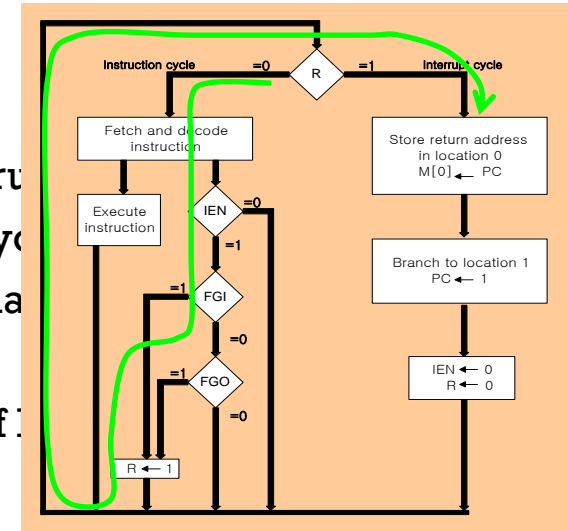 Instruction cycle =0 R =1 Interrupt cycle
Fetch and decode
instruction
Execute
instruction
IEN =0
=1
=1 FGI
=0
=1 FGO
=0
R ← 1
Store return address
in location 0
M[0] ← PC
Branch to location 1
PC ← 1
IEN ← 0
R ← 0